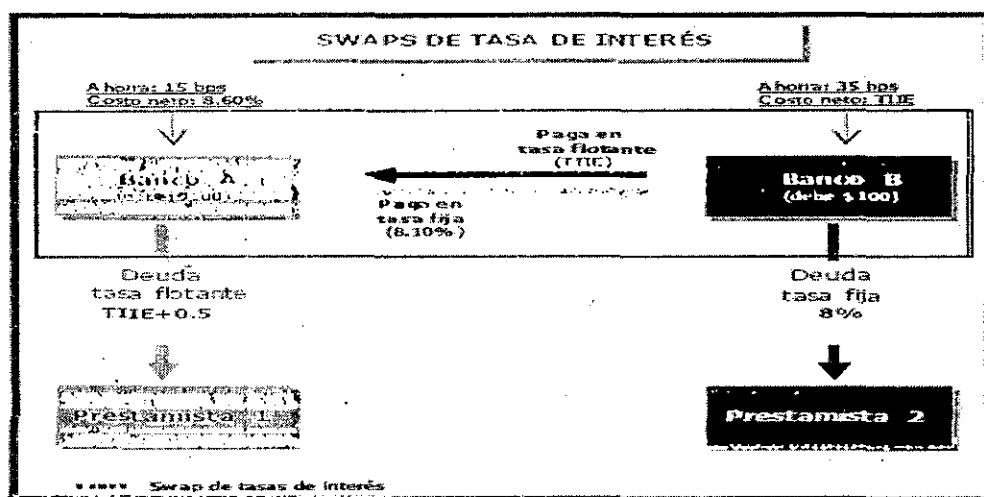 SWAPS DE TASA DE INTERÉS
Ahorra: 15 bps
Costo neto: 8.60%
Ahorra: 35 bps
Costo neto: TIIE
Paga en
tasa flotante
(TIIE)
Banco A
Banco B
(debe $100)
Pago en
tasa fija
(8.10%)
Deuda
tasa flotante
TIIE+0.5
Deuda
tasa fija
8%
Prestamista 1
Prestamista 2
Swap de tasas de interés